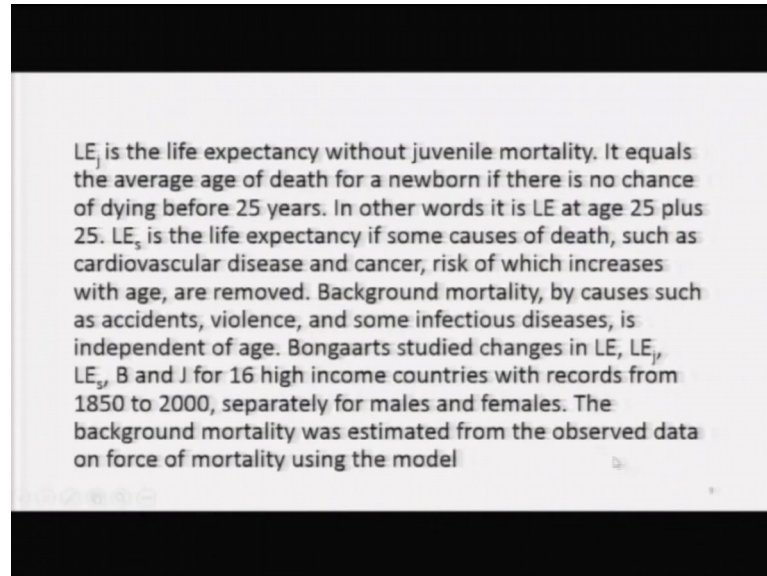 LEj is the life expectancy without juvenile mortality. It equals
the average age of death for a newborn if there is no chance
of dying before 25 years. In other words it is LE at age 25 plus
25. LEs is the life expectancy if some causes of death, such as
cardiovascular disease and cancer, risk of which increases
with age, are removed. Background mortality, by causes such
as accidents, violence, and some infectious diseases, is
independent of age. Bongaarts studied changes in LE, LEj,
LEs, B and J for 16 high income countries with records from
1850 to 2000, separately for males and females. The
background mortality was estimated from the observed data
on force of mortality using the model